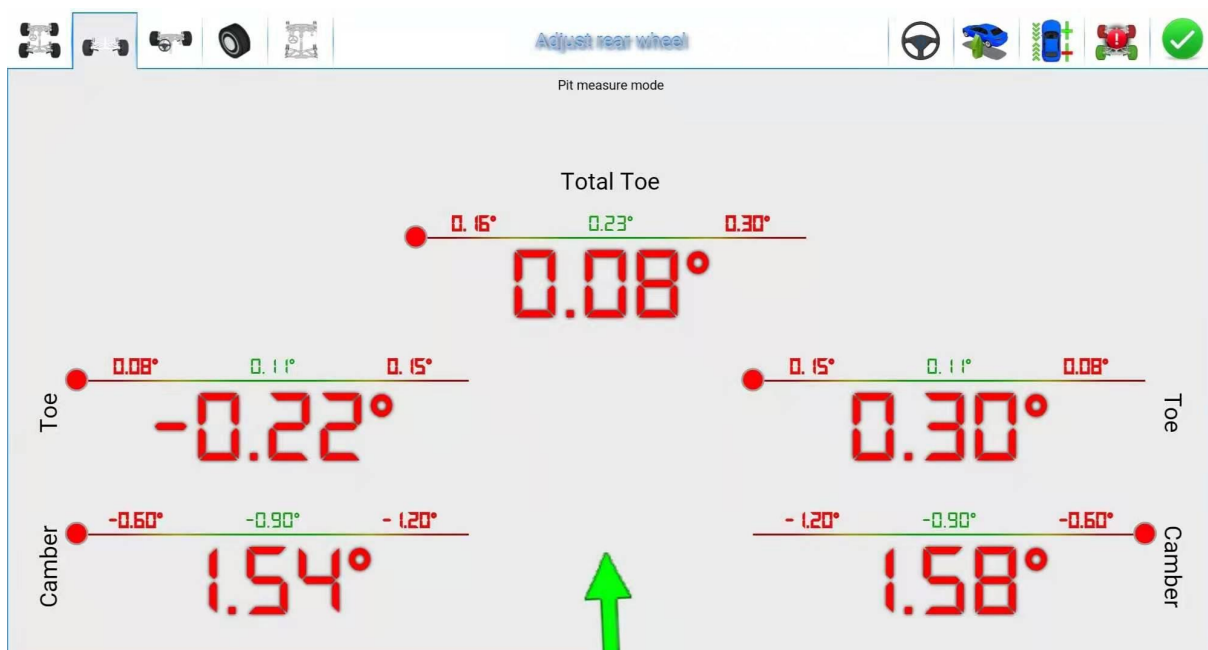 Adjust rear wheel
Pit measure mode
Total Toe
0.16° 0.23° 0.30°
0.08°
0.08° 0.11° 0.15°
Toe
-0.22°
0.15° 0.11° 0.08°
0.30°
Toe
-0.60° -0.90° -1.20°
Camber
1.54°
-1.20° -0.90° -0.60°
1.58°
Camber